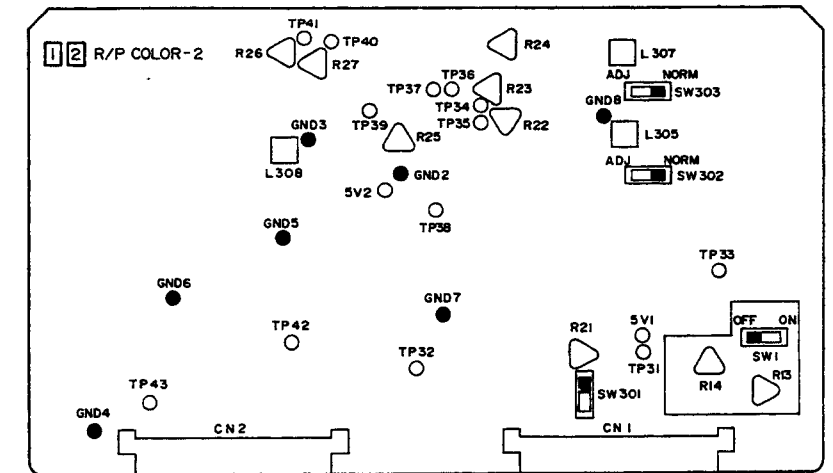 TP41
1 2 R/P COLOR-2
R26
TP40
R27
R24
L307
ADJ NORM
SW303
TP36
TP37
R23
TP34
TP39
TP35
R22
GND8
GND3
R25
L305
ADJ NORM
SW302
L308
GND2
5V2
TP38
GND5
TP33
GND6
GND7
TP42
R21
5V1
OFF ON
SW1
TP32
TP31
R14
R13
TP43
SW301
GND4
CN2
CN1